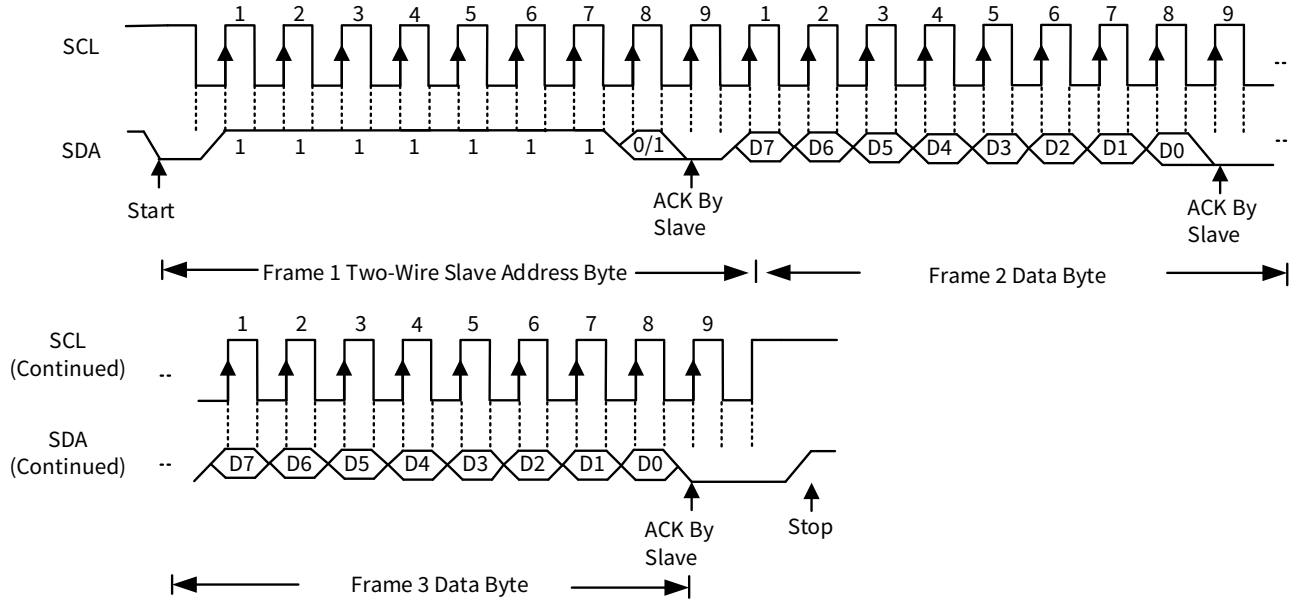 1 2 3 4 5 6 7 8 9 1 2 3 4 5 6 7 8 9
SCL
--
SDA
1 1 1 1 1 1 1 0/1 D7 D6 D5 D4 D3 D2 D1 D0
--
Start
ACK By
Slave
ACK By
Slave
Frame 1 Two-Wire Slave Address Byte
Frame 2 Data Byte
1 2 3 4 5 6 7 8 9
SCL
(Continued)
--
SDA
(Continued)
--
D7 D6 D5 D4 D3 D2 D1 D0
ACK By
Slave
Stop
Frame 3 Data Byte